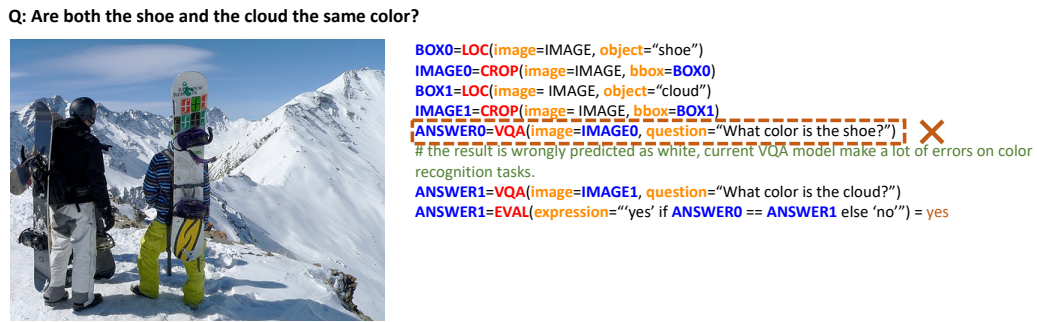 Q: Are both the shoe and the cloud the same color?
BOX0=LOC(image=IMAGE, object=“shoe”)
IMAGE0=CROP(image=IMAGE, bbox=BOX0)
BOX1=LOC(image= IMAGE, object=“cloud”)
IMAGE1=CROP(image= IMAGE, bbox=BOX1)
ANSWER0=VQA(image=IMAGE0, question=“What color is the shoe?”)
# the result is wrongly predicted as white, current VQA model make a lot of errors on color
recognition tasks.
ANSWER1=VQA(image=IMAGE1, question=“What color is the cloud?”)
ANSWER1=EVAL(expression=“‘yes’ if ANSWER0 == ANSWER1 else ‘no’”) = yes